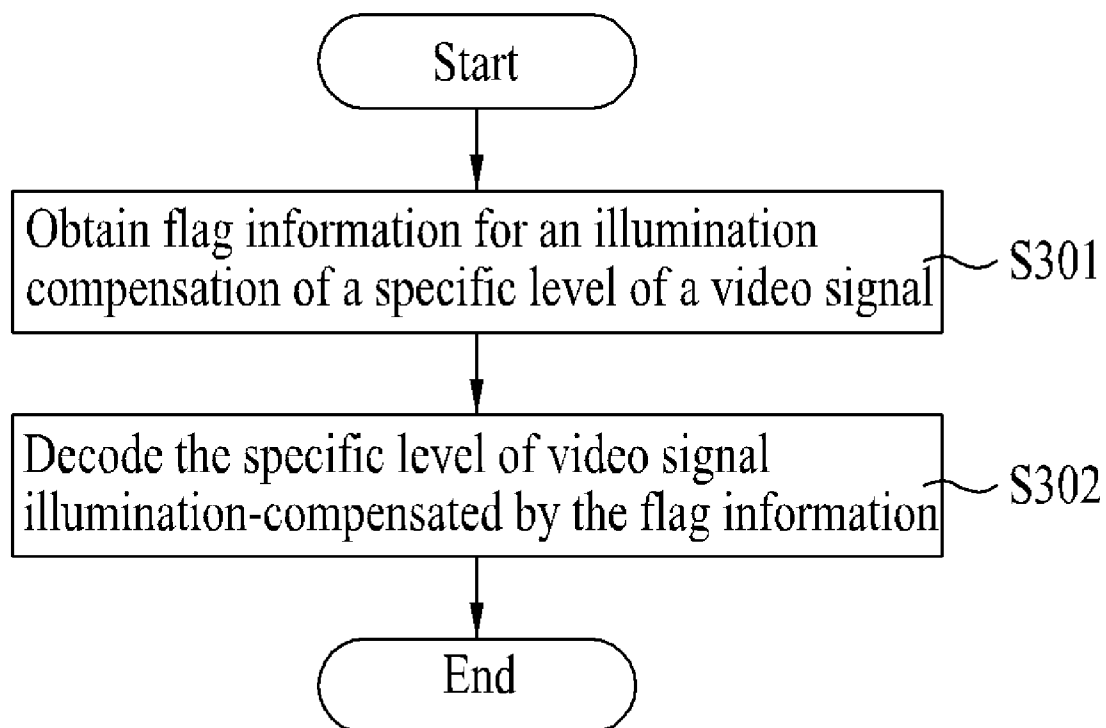 Start
Obtain flag information for an illumination
compensation of a specific level of a video signal
S301
Decode the specific level of video signal
illumination-compensated by the flag information
S302
End